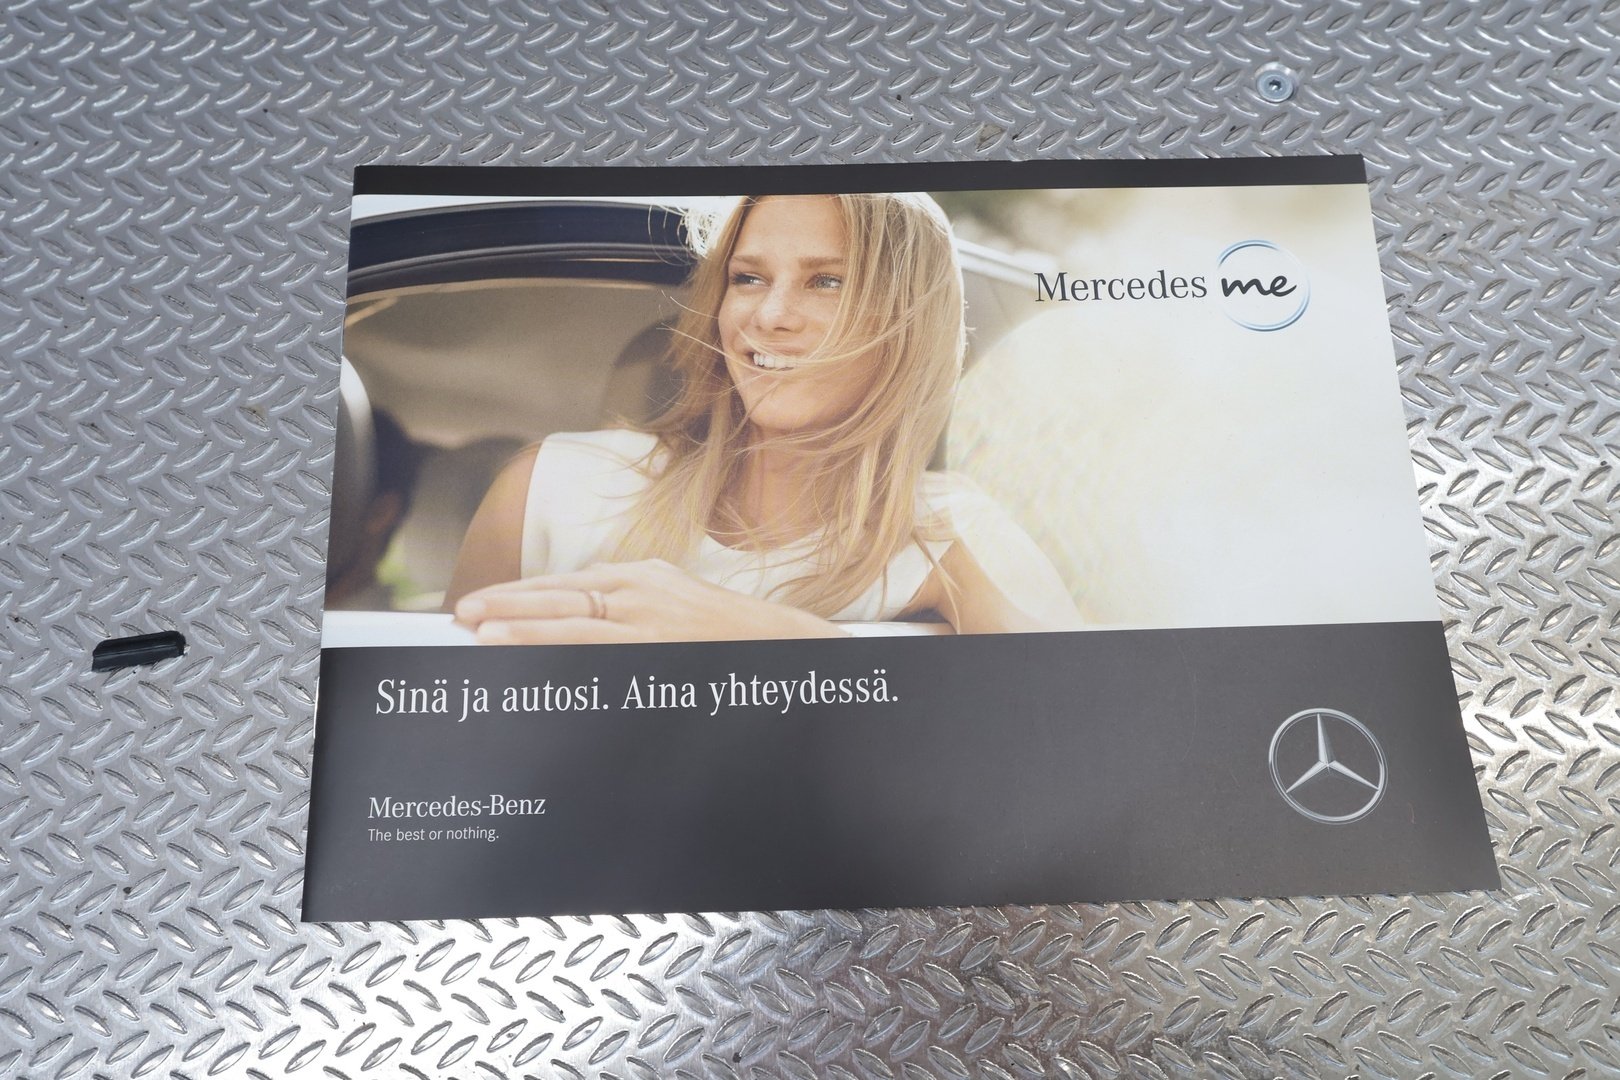 Mercedes me
Sinä ja autosi. Aina yhteydessä.
Mercedes-Benz
The best or nothing.